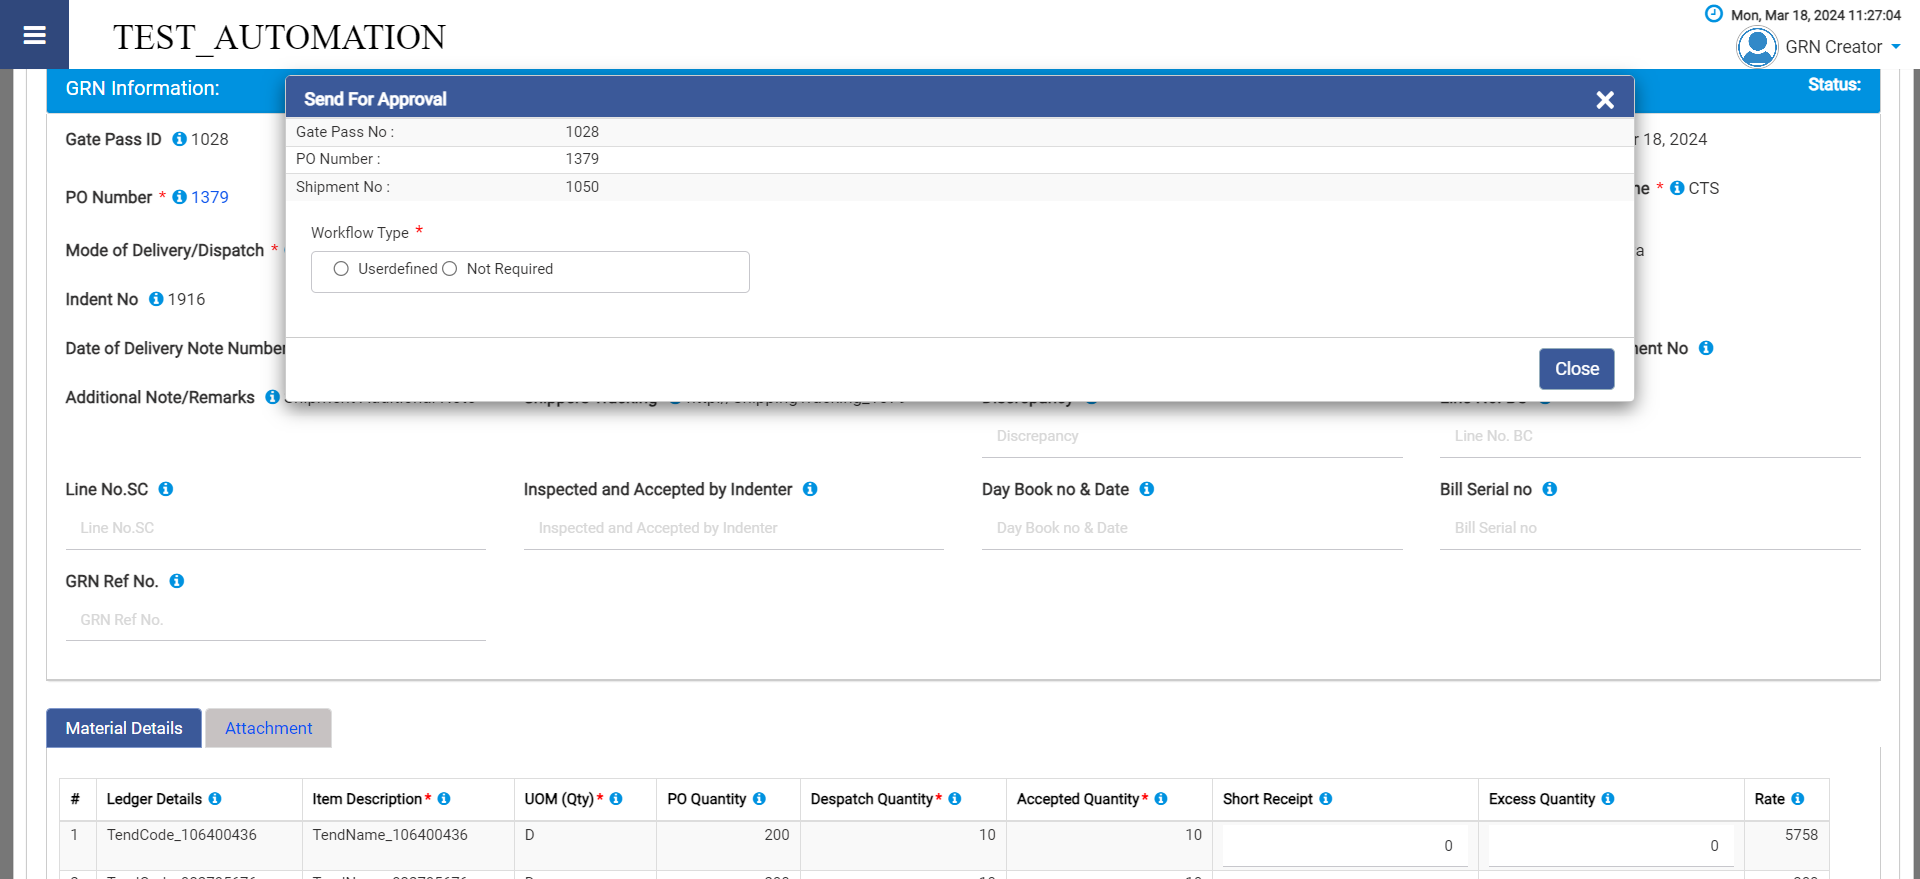 TEST_AUTOMATION
Mon, Mar 18, 2024 11:27:04
GRN Creator
GRN Information:
Status:
Send For Approval
Gate Pass No : 1028
PO Number : 1379
Shipment No : 1050
Workflow Type *
Userdefined Not Required
Close
Gate Pass ID 1028
r 18, 2024
PO Number * 1379
ne * CTS
Mode of Delivery/Dispatch *
a
Indent No 1916
Date of Delivery Note Number
ent No
Additional Note/Remarks
Discrepancy
Line No. BC
Line No.SC
Inspected and Accepted by Indenter
Day Book no & Date
Bill Serial no
Line No.SC
Inspected and Accepted by Indenter
Day Book no & Date
Bill Serial no
GRN Ref No.
GRN Ref No.
Material Details
Attachment
# Ledger Details Item Description * UOM (Qty) * PO Quantity Despatch Quantity * Accepted Quantity * Short Receipt Excess Quantity Rate
1 TendCode_106400436 TendName_106400436 D 200 10 10 0 0 5758